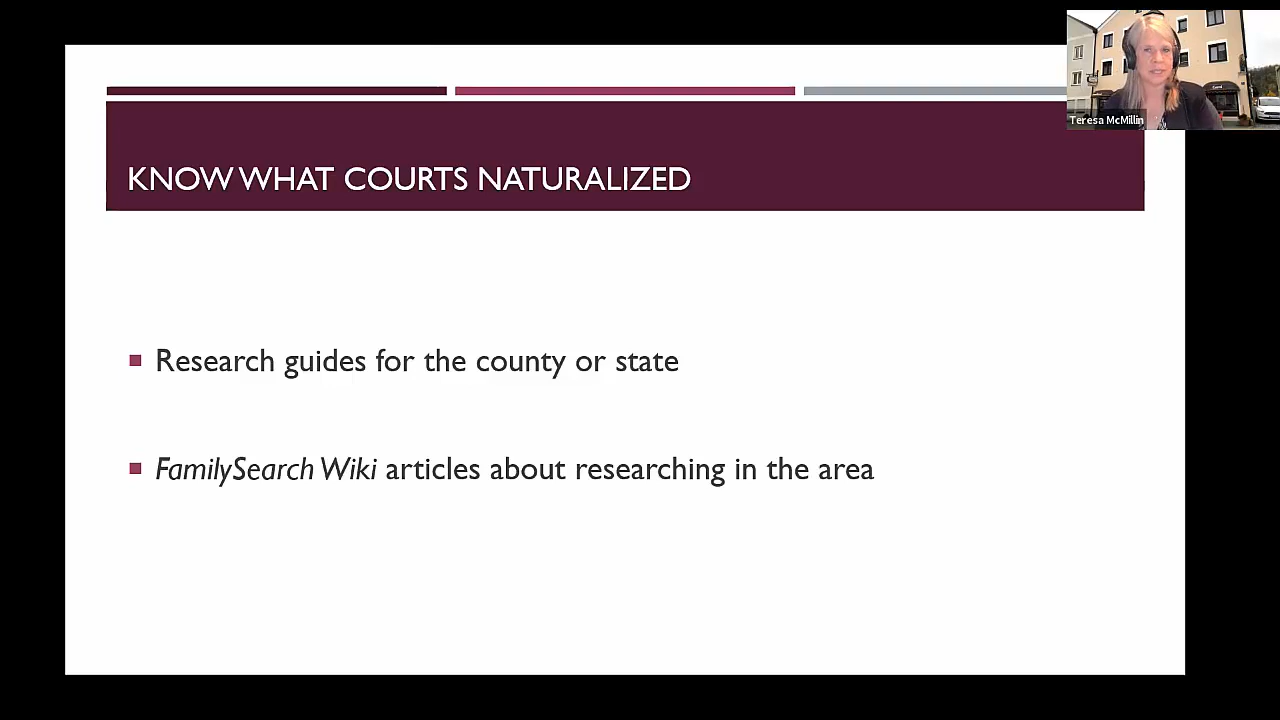 Teresa McMillin
KNOW WHAT COURTS NATURALIZED
Research guides for the county or state
FamilySearch Wiki articles about researching in the area